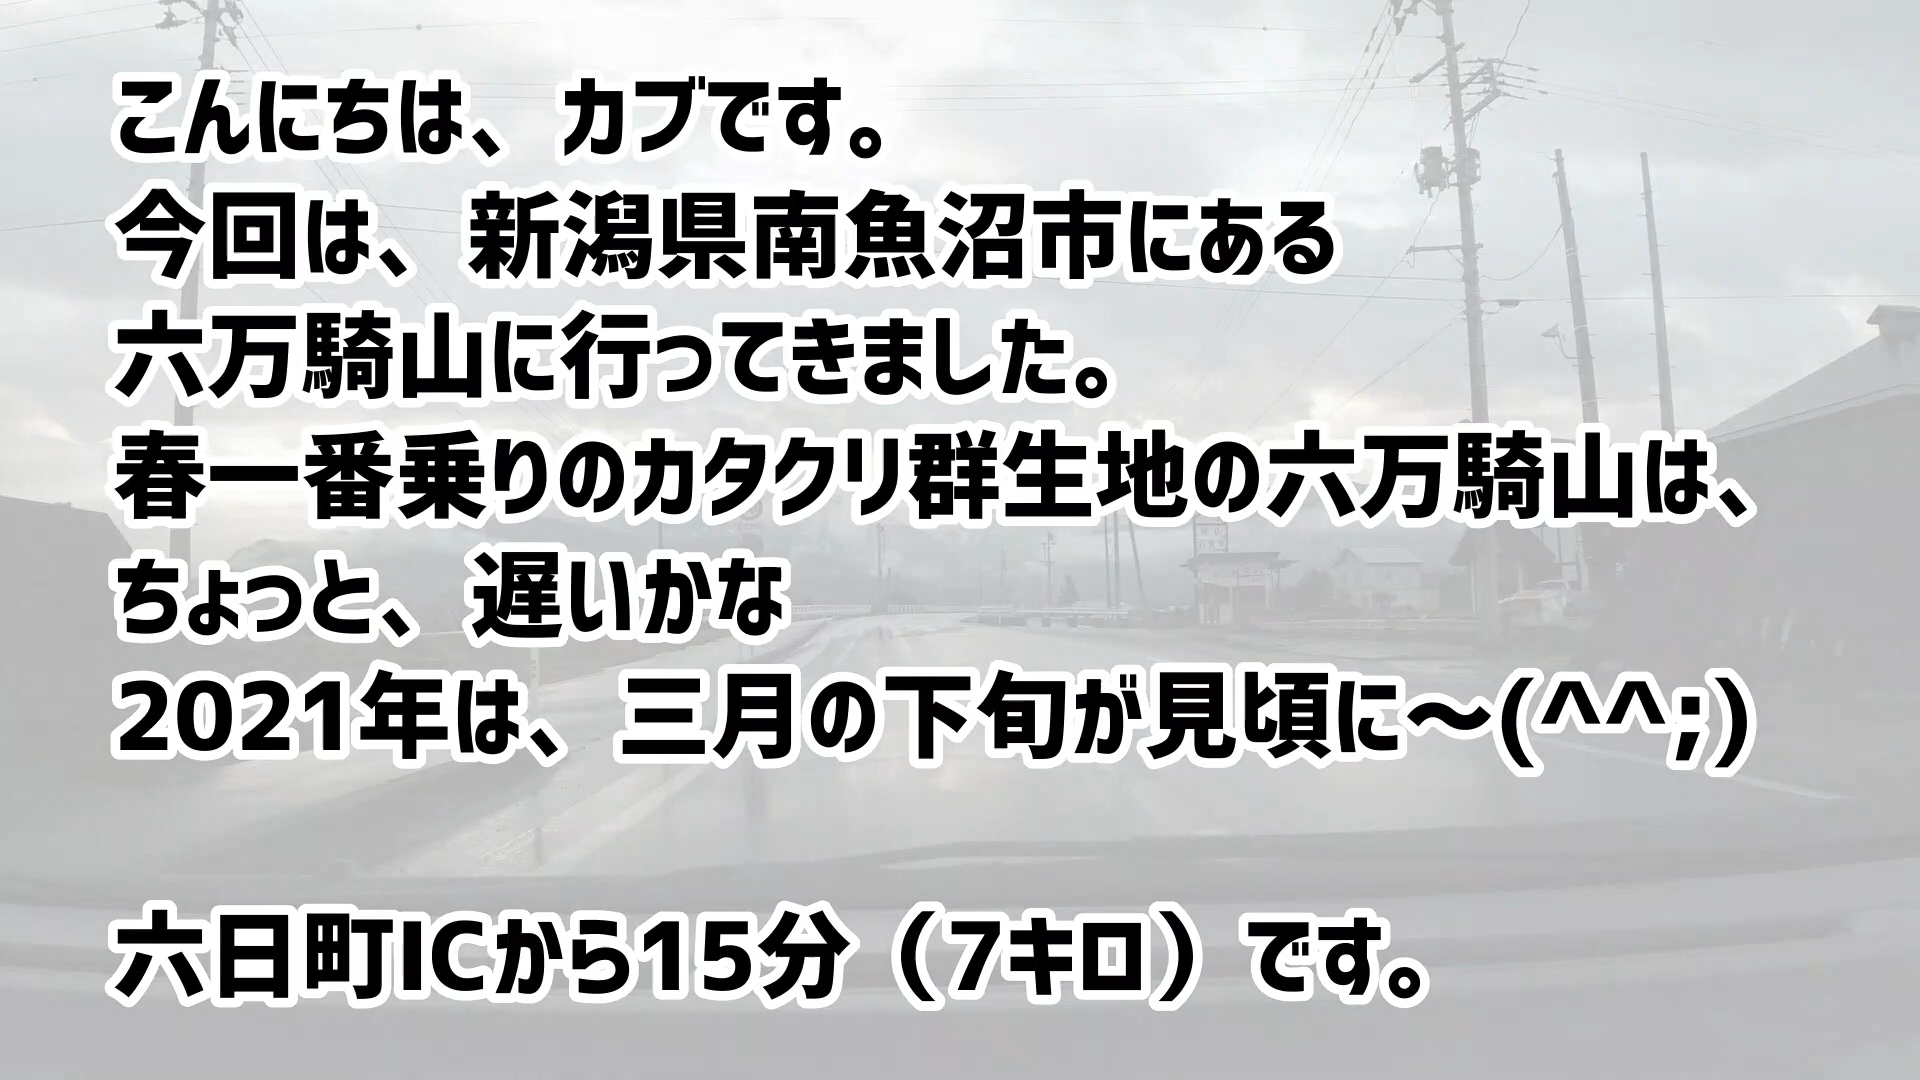 こんにちは、カブです。
今回は、新潟県南魚沼市にある
六万騎山に行ってきました。
春一番乗りのカタクリ群生地の六万騎山は、
ちょっと、遅いかな
2021年は、三月の下旬が見頃に～(^^;)
六日町ICから15分（7キロ）です。